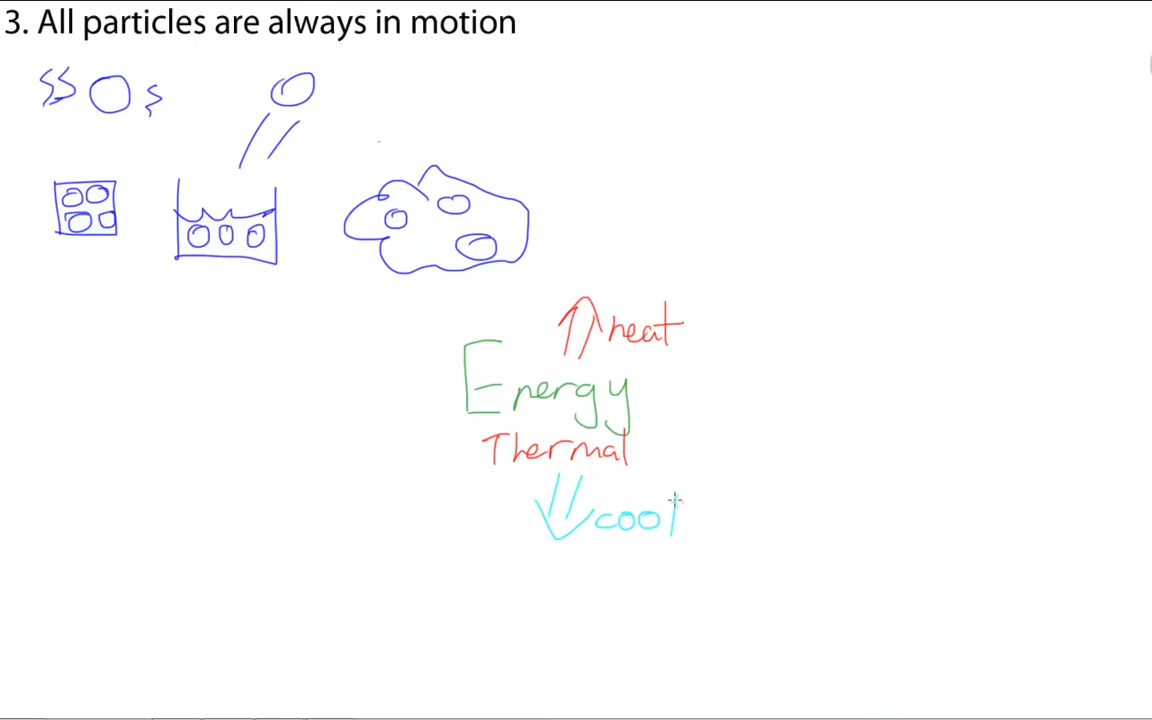 3. All particles are always in motion
heat
Energy
Thermal
cool